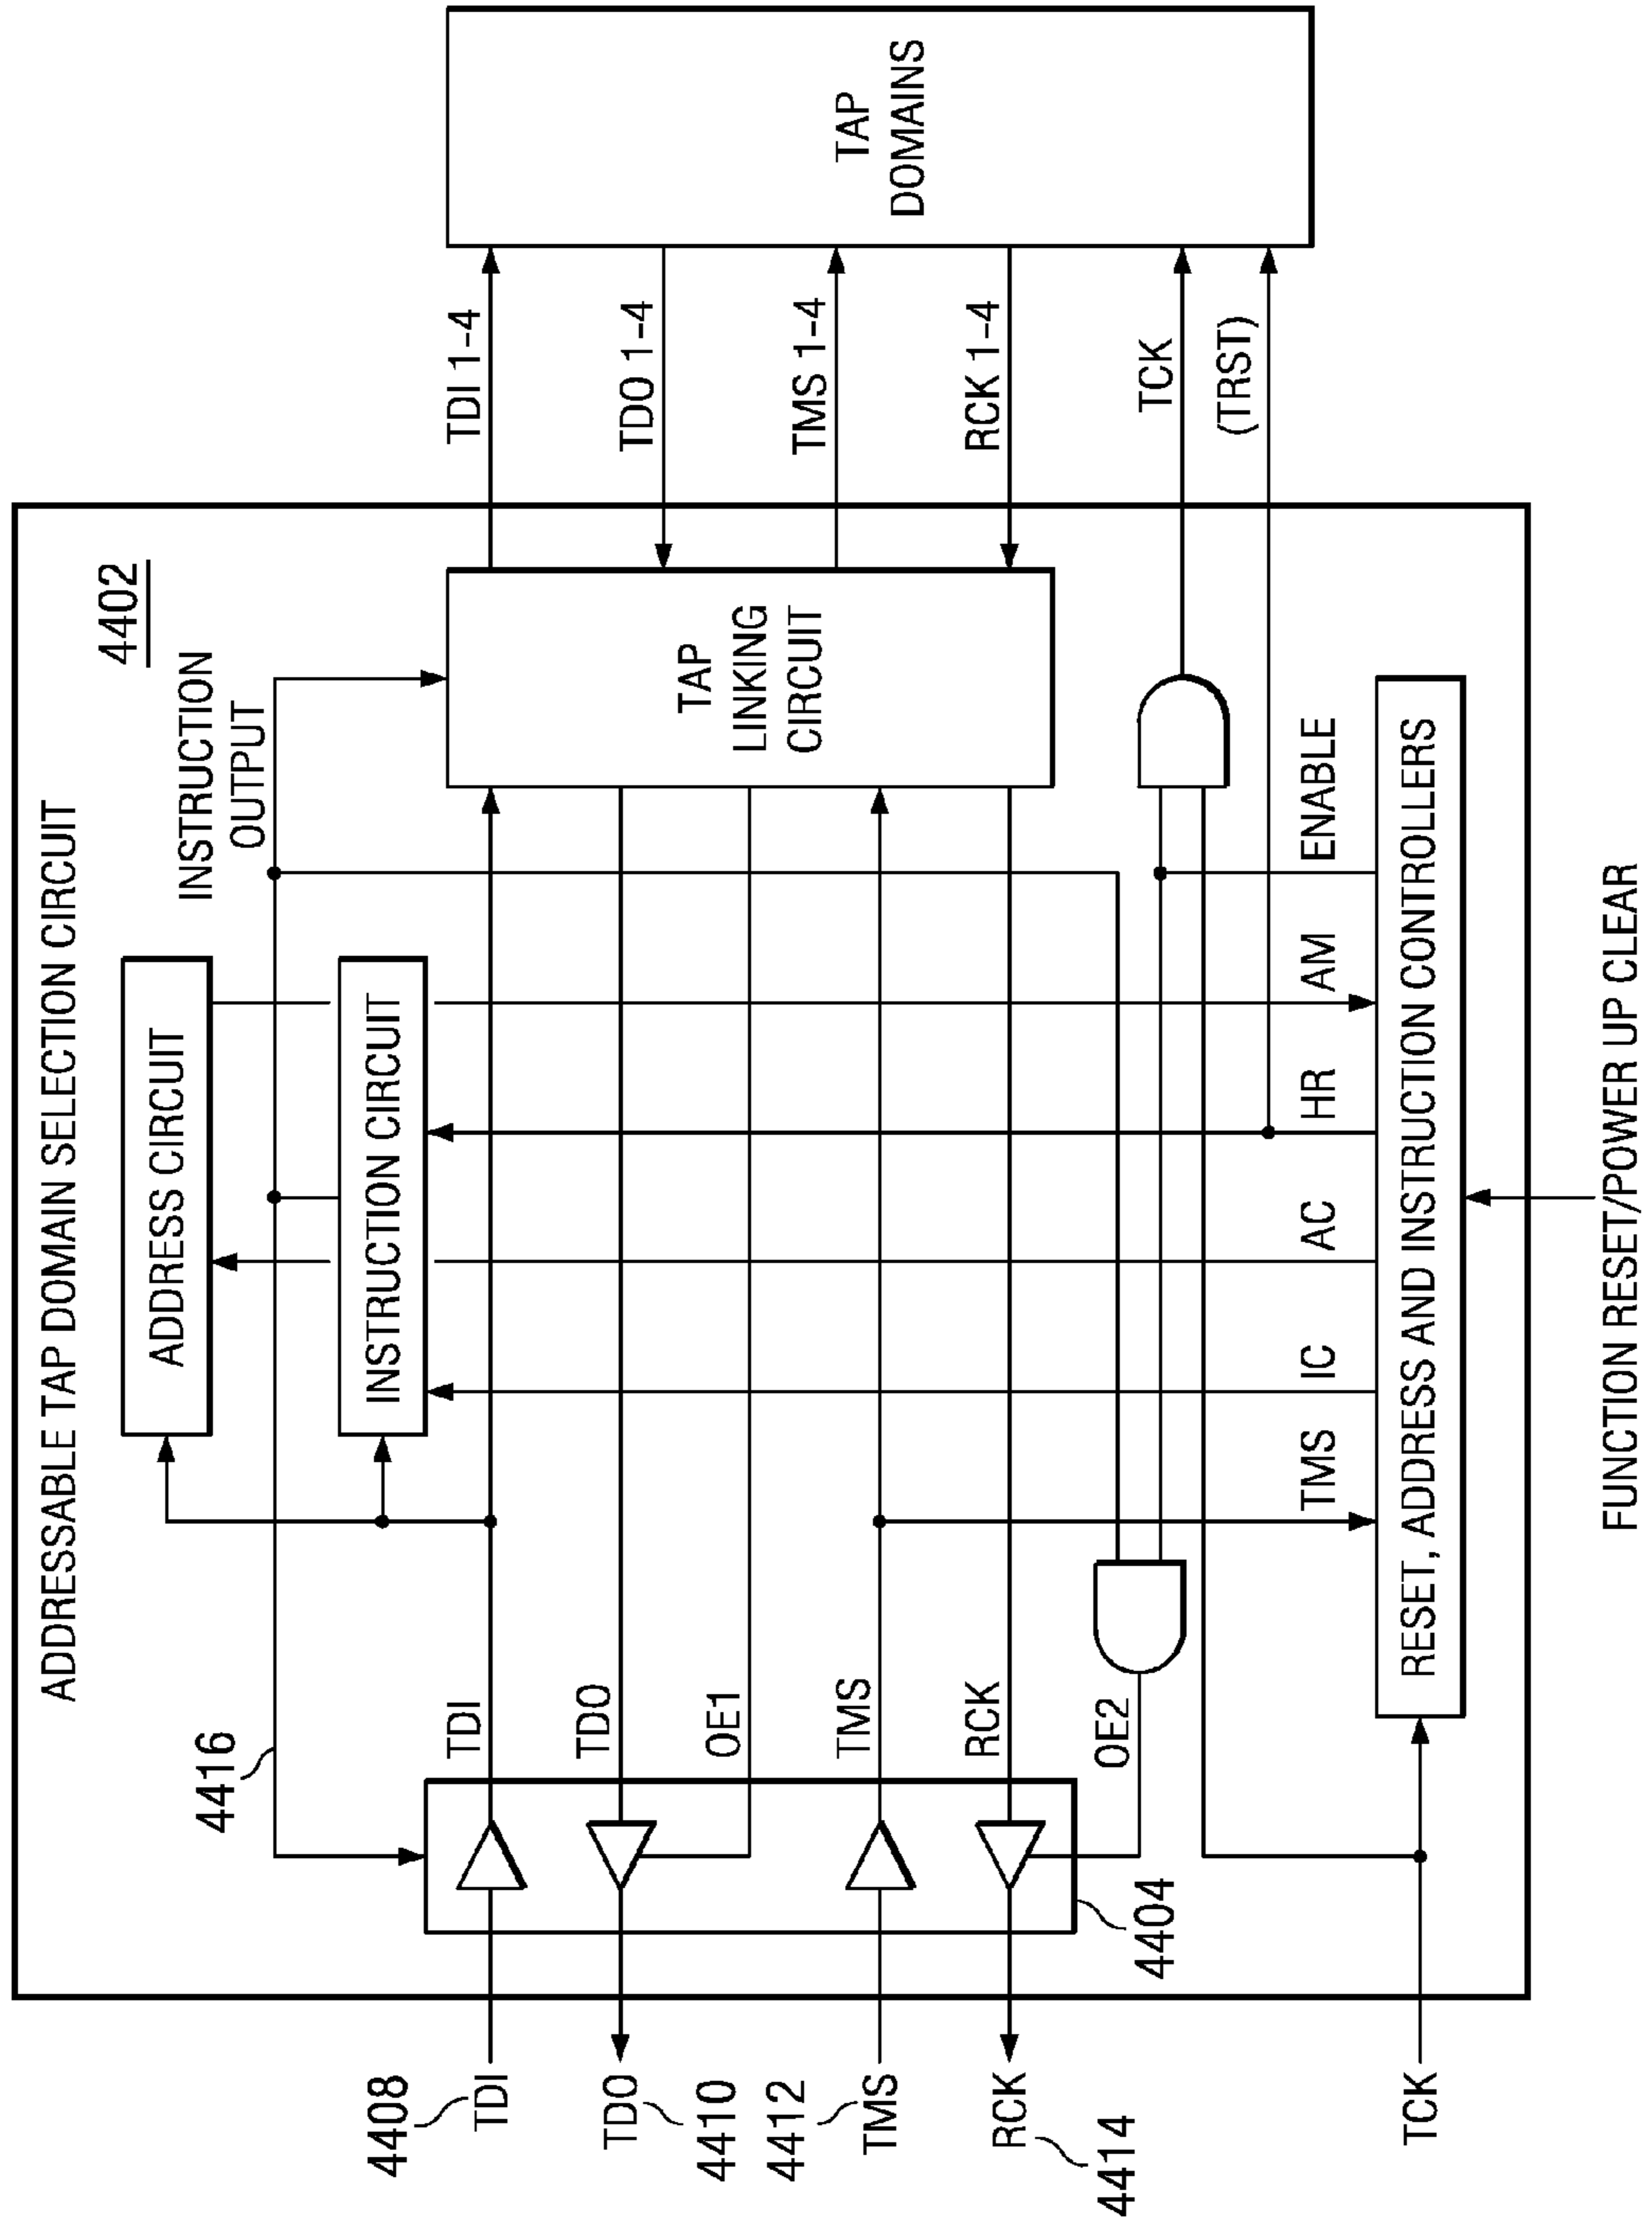 ADDRESSABLE TAP DOMAIN SELECTION CIRCUIT
4402
INSTRUCTION
OUTPUT
4416
ADDRESS CIRCUIT
INSTRUCTION CIRCUIT
4408
TDI
TDI
TDI 1-4
TDO
4410
TDO
TDO 1-4
OE1
TAP
LINKING
CIRCUIT
TAP
DOMAINS
4412
TMS
TMS
TMS 1-4
RCK
4414
RCK
RCK 1-4
4404
OE2
TCK
(TRST)
TMS
IC
AC
HR
AM
ENABLE
TCK
RESET, ADDRESS AND INSTRUCTION CONTROLLERS
FUNCTION RESET/POWER UP CLEAR